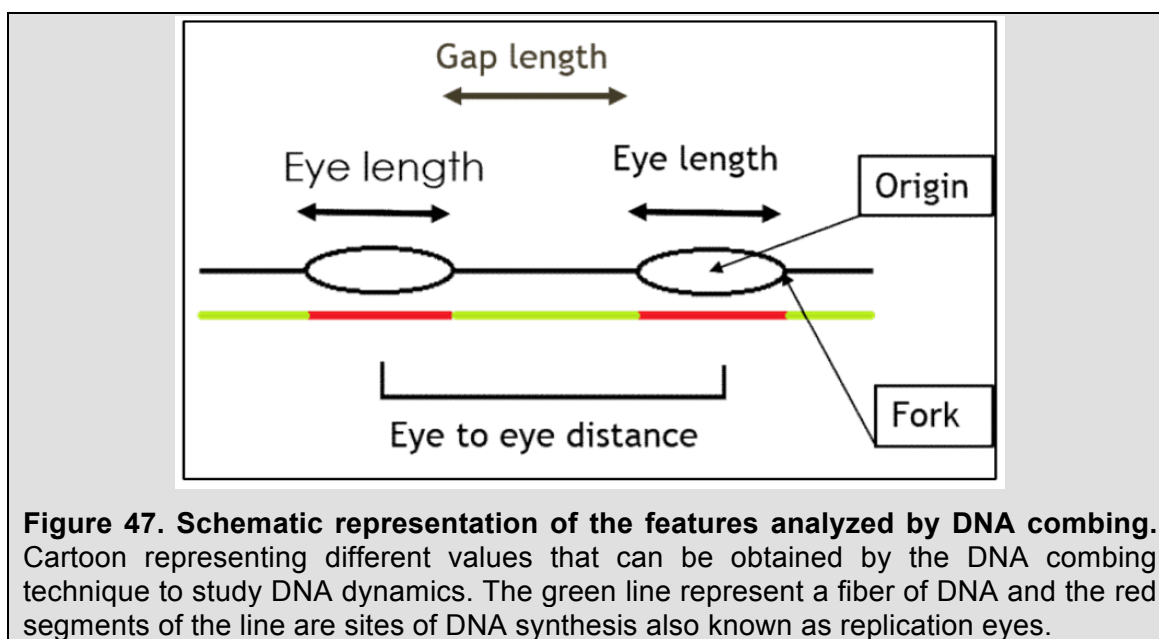 Gap length
Eye length
Eye length
Origin
Fork
Eye to eye distance
Figure 47. Schematic representation of the features analyzed by DNA combing.
Cartoon representing different values that can be obtained by the DNA combing
technique to study DNA dynamics. The green line represent a fiber of DNA and the red
segments of the line are sites of DNA synthesis also known as replication eyes.